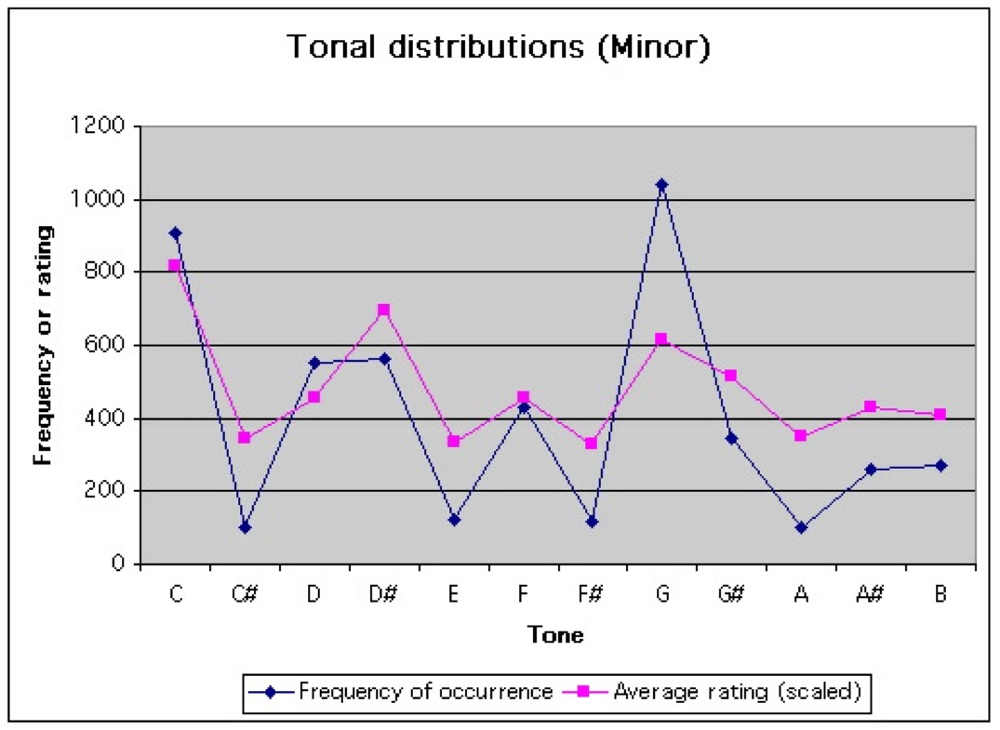 Tonal distributions (Minor)
1200
1000
800
600
400
200
0
Frequency or rating
C C# D D# E F F# G G# A A# B
Tone
Frequency of occurrence Average rating (scaled)